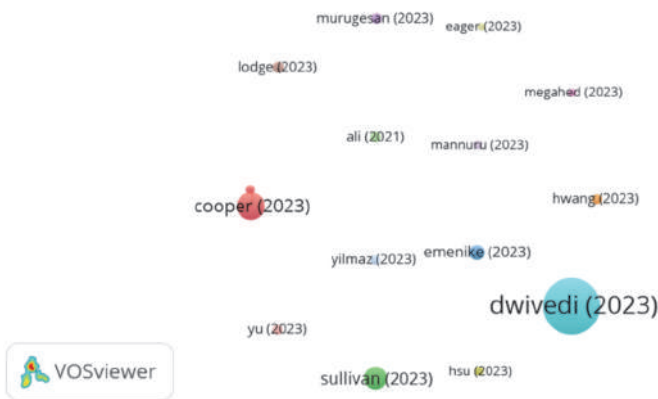 murugesan (2023)
eager (2023)
lodge (2023)
megahed (2023)
ali (2021)
mannuru (2023)
cooper (2023)
hwang (2023)
yilmaz (2023)
emenike (2023)
dwivedi (2023)
yu (2023)
sullivan (2023)
hsu (2023)
VOSviewer